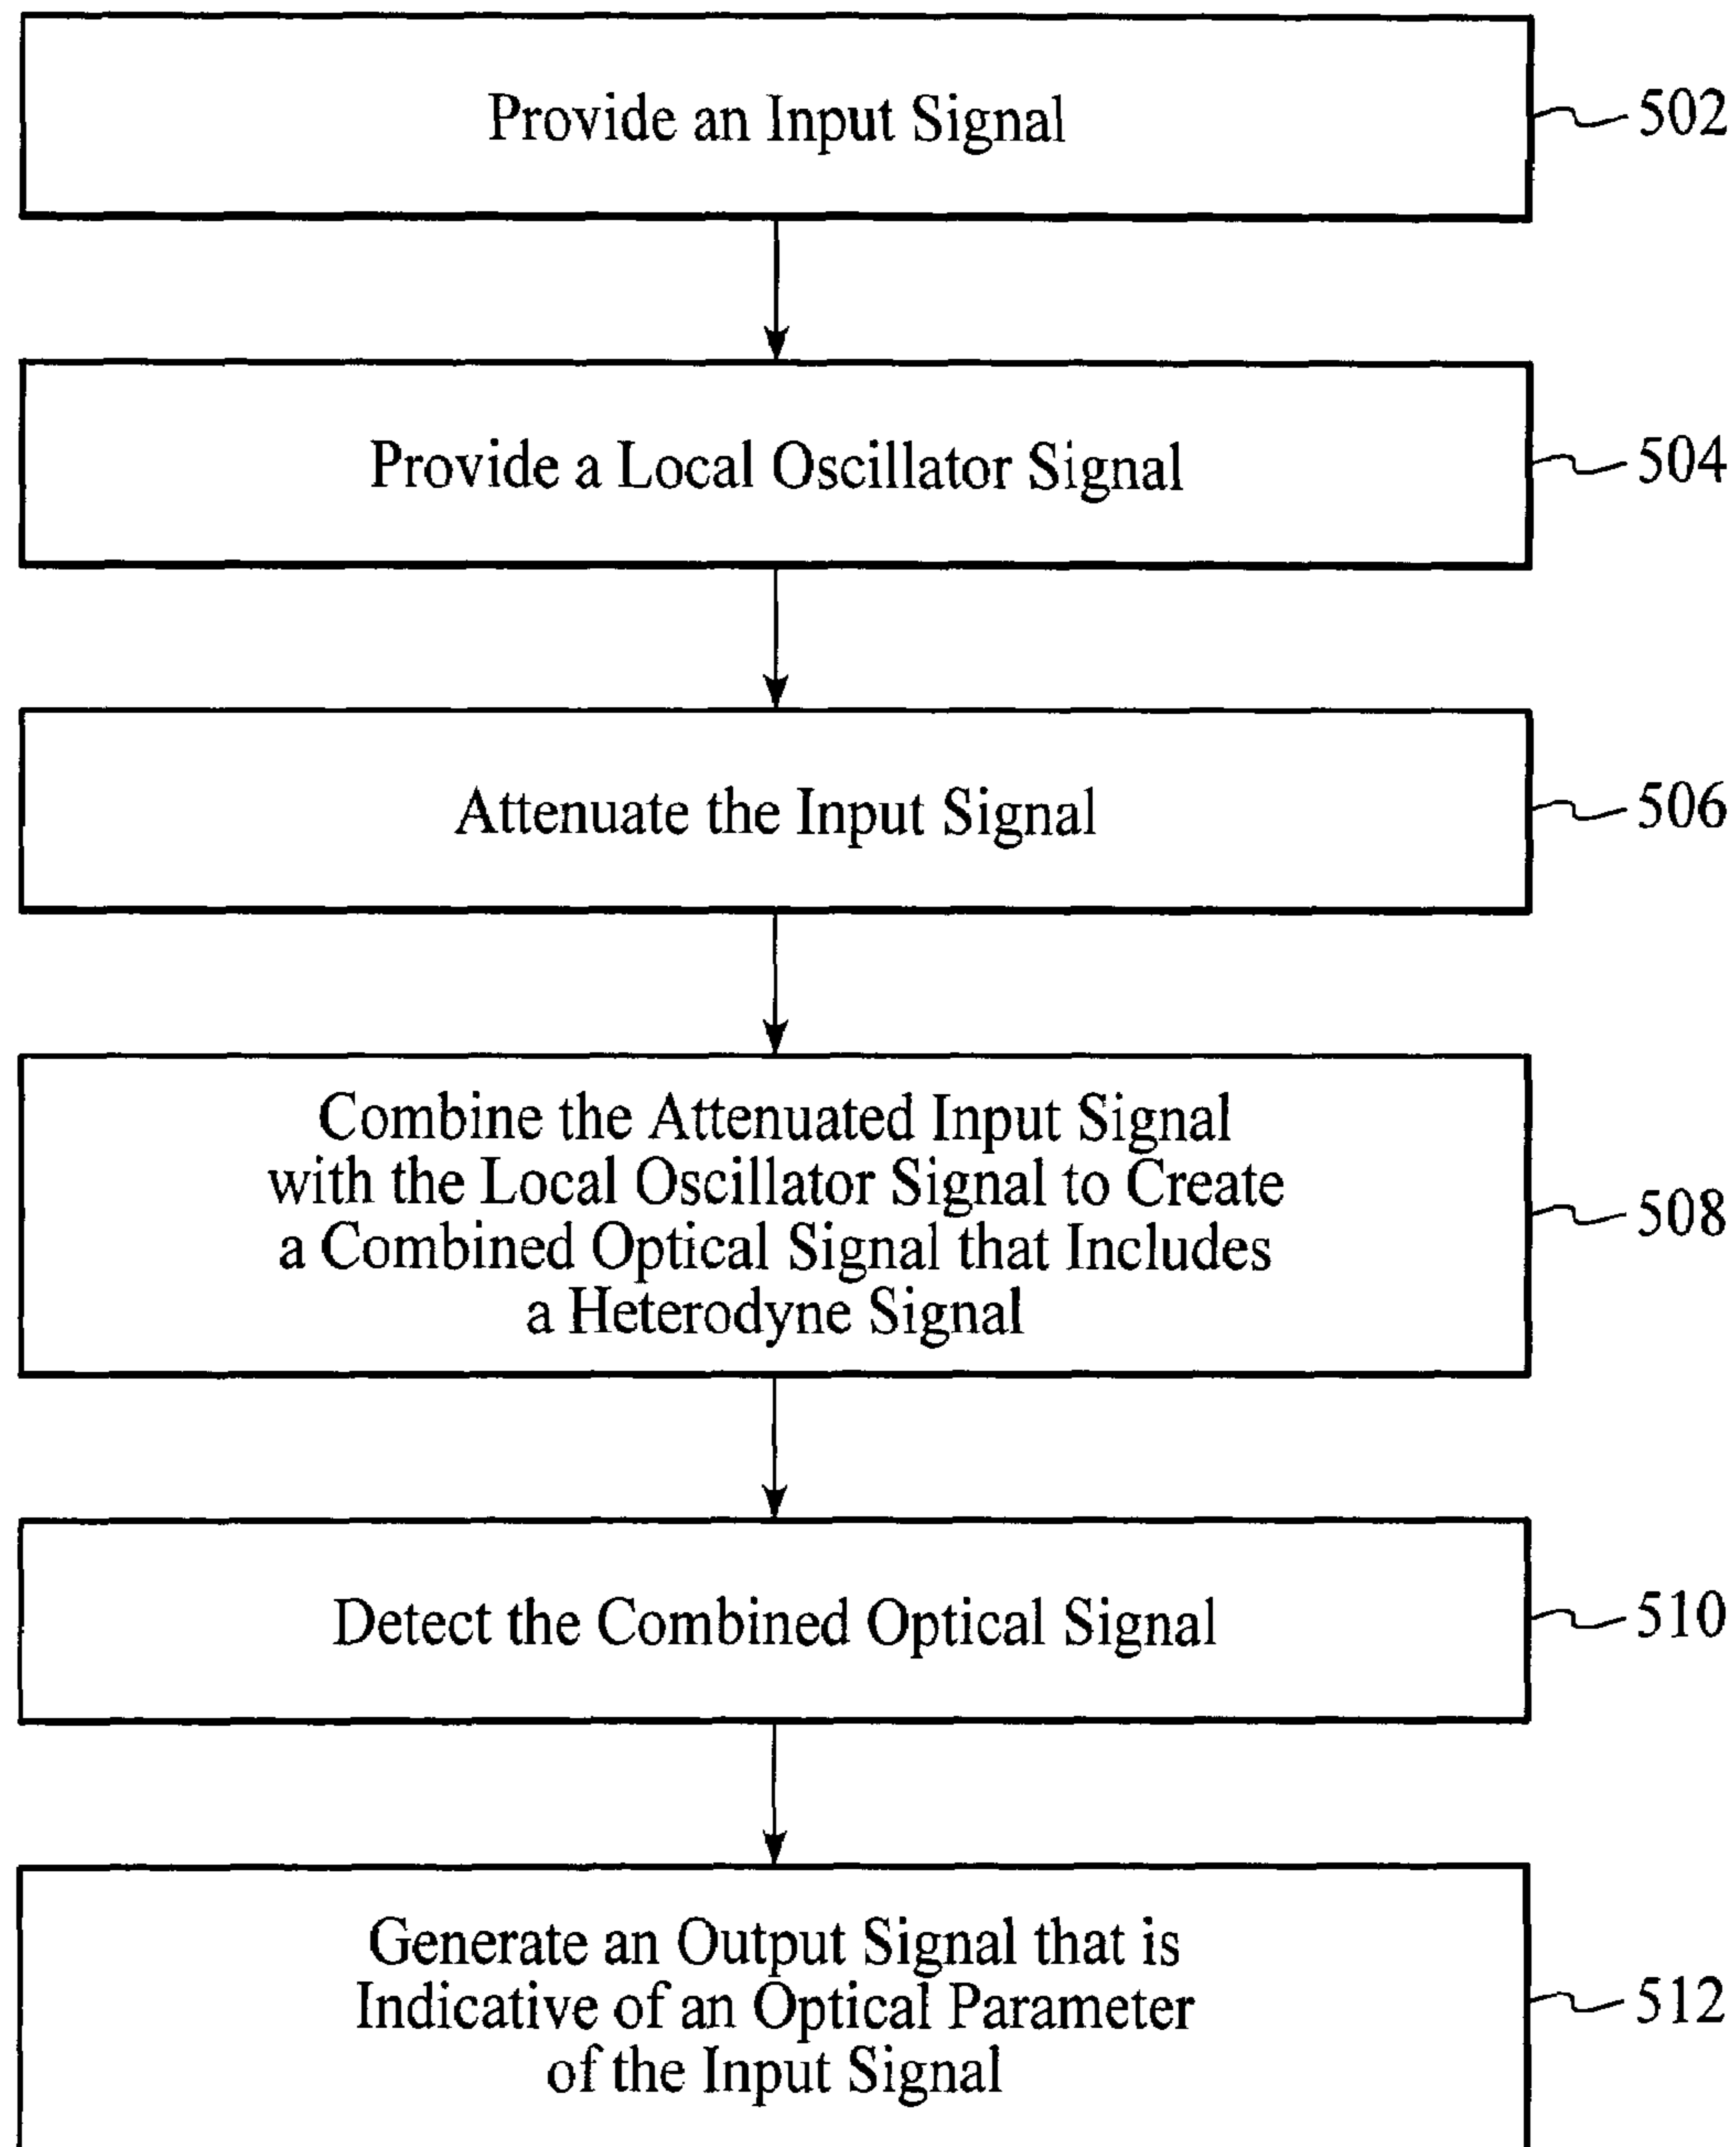 Provide an Input Signal
502
Provide a Local Oscillator Signal
504
Attenuate the Input Signal
506
Combine the Attenuated Input Signal
with the Local Oscillator Signal to Create
a Combined Optical Signal that Includes
a Heterodyne Signal
508
Detect the Combined Optical Signal
510
Generate an Output Signal that is
Indicative of an Optical Parameter
of the Input Signal
512